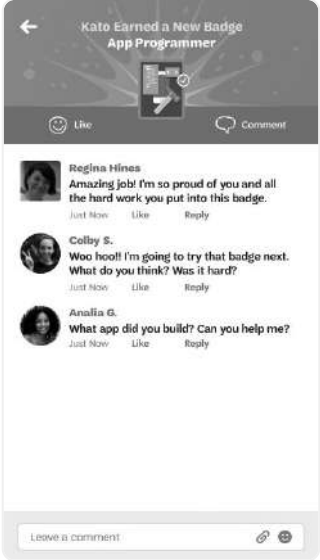 Kato Earned a New Badge
App Programmer
Like
Comment
Regina Hines
Amazing job! I'm so proud of you and all
the hard work you put into this badge.
Just Now Like Reply
Colby S.
Woo hoo!! I'm going to try that badge next.
What do you think? Was it hard?
Just Now Like Reply
Analia G.
What app did you build? Can you help me?
Just Now Like Reply
Leave a comment